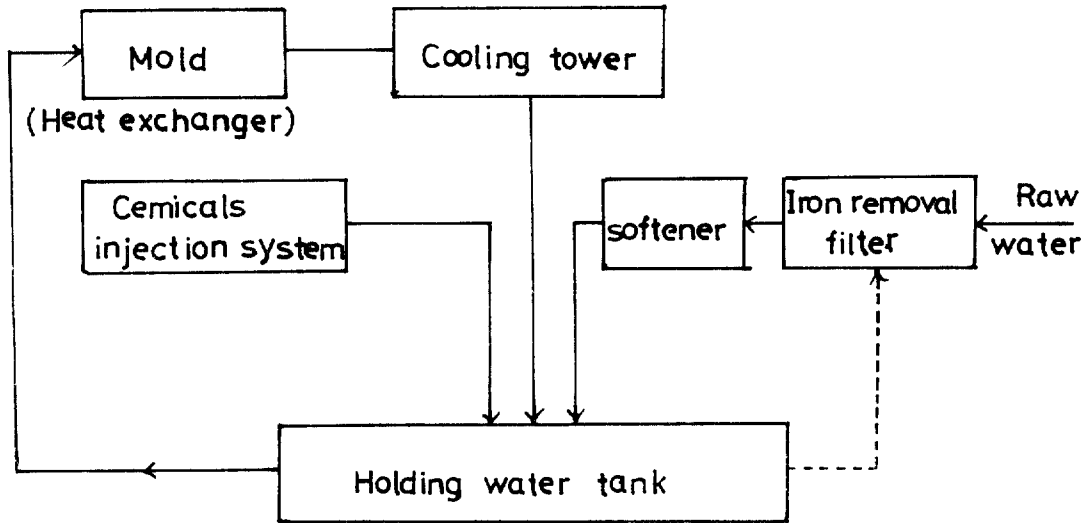 Mold
(Heat exchanger)
Cooling tower
Cemicals
injection system
softener
Iron removal
filter
Raw
water
Holding water tank